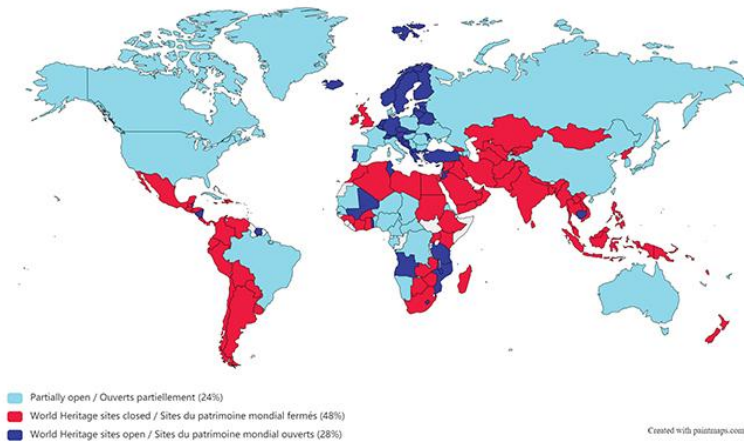 Partially open / Ouverts partiellement (24%)
World Heritage sites closed / Sites du patrimoine mondial fermés (48%)
World Heritage sites open / Sites du patrimoine mondial ouverts (28%)
Created with paintmaps.com